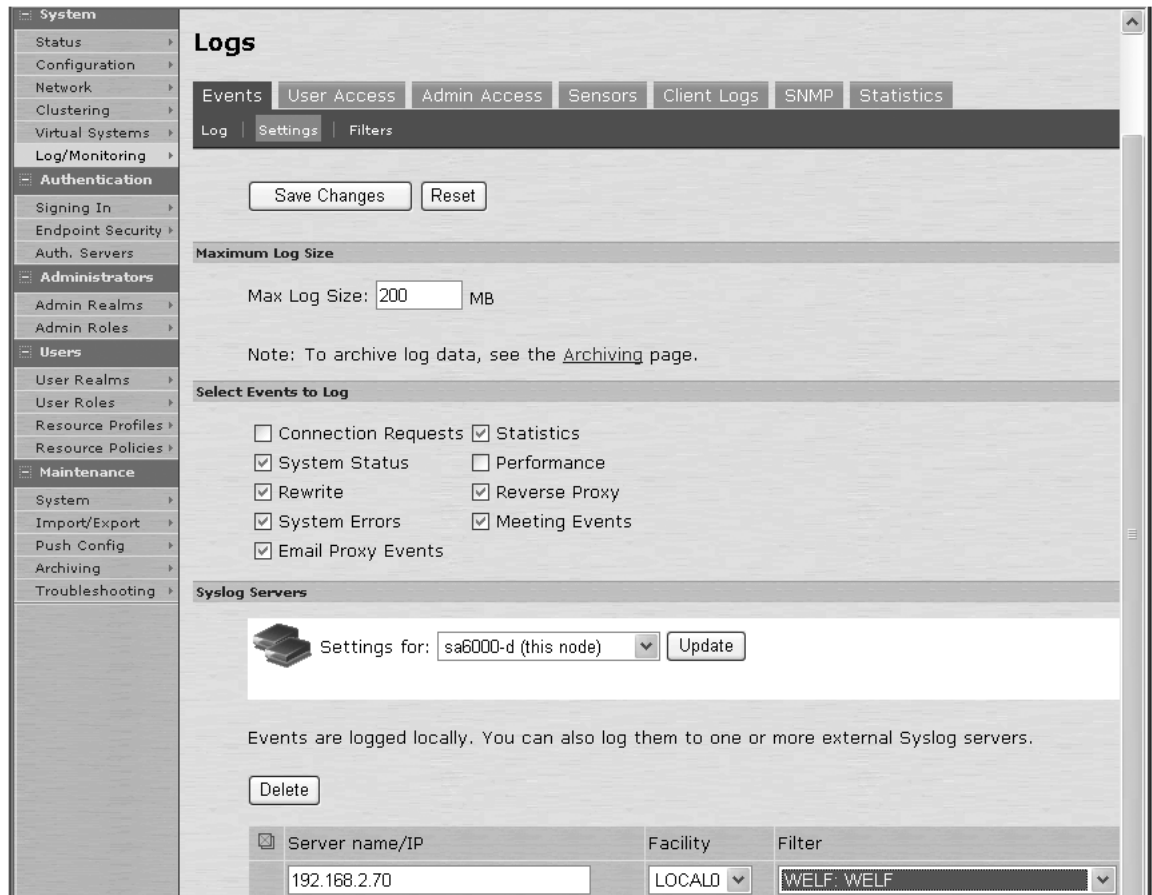 System
Status
Configuration
Network
Clustering
Virtual Systems
Log/Monitoring
Authentication
Signing In
Endpoint Security
Auth. Servers
Administrators
Admin Realms
Admin Roles
Users
User Realms
User Roles
Resource Profiles
Resource Policies
Maintenance
System
Import/Export
Push Config
Archiving
Troubleshooting
Logs
Events User Access Admin Access Sensors Client Logs SNMP Statistics
Log | Settings | Filters
Save Changes Reset
Maximum Log Size
Max Log Size: 200 MB
Note: To archive log data, see the Archiving page.
Select Events to Log
Connection Requests Statistics
System Status Performance
Rewrite Reverse Proxy
System Errors Meeting Events
Email Proxy Events
Syslog Servers
Settings for: sa6000-d (this node) Update
Events are logged locally. You can also log them to one or more external Syslog servers.
Delete
Server name/IP Facility Filter
192.168.2.70 LOCAL0 WELF: WELF